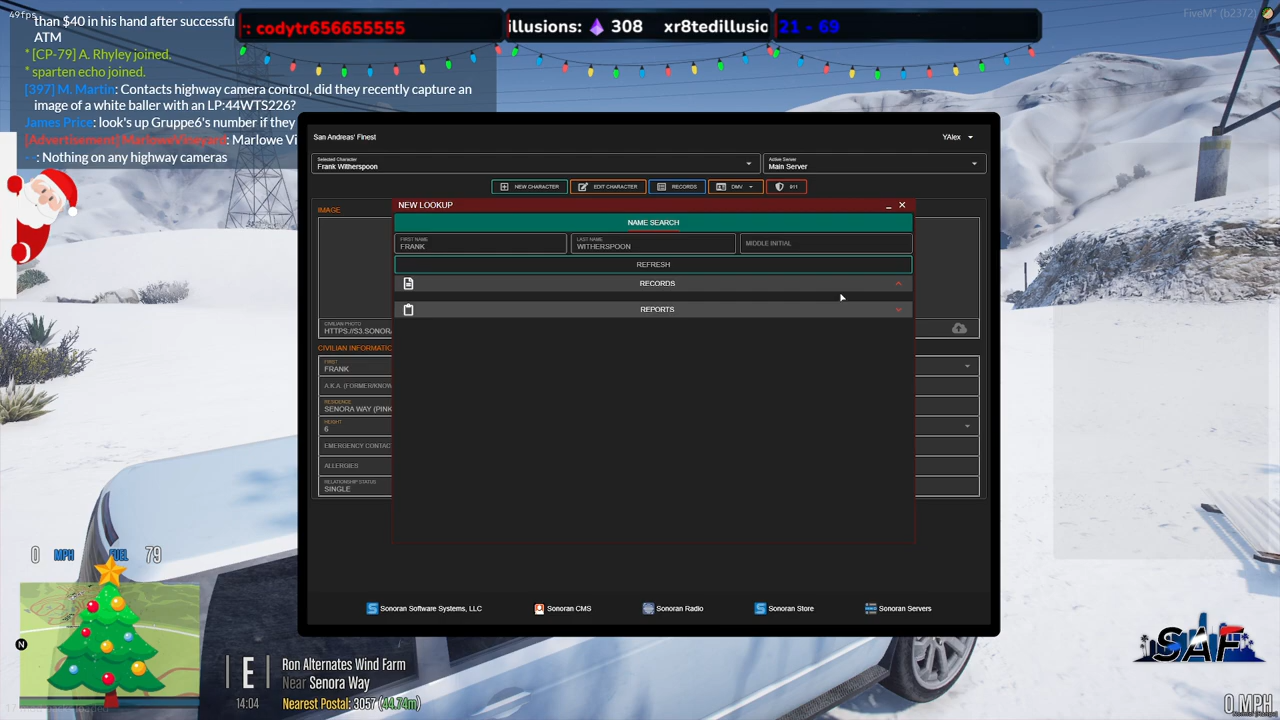 49fps
than $40 in his hand after successfu
ATM
* [CP-79] A. Rhyley joined.
* sparten echo joined.
[397] M. Martin: Contacts highway camera control, did they recently capture an
image of a white baller with an LP:44WTS226?
James Price: look's up Gruppe6's number if they
[Advertisement] MarloweVineyard: Marlowe Vi
: Nothing on any highway cameras
: codytr656655555
illusions: 308 xr8tedillusio
21 - 69
FiveM* (b2372)
San Andreas' Finest
YAlex
Selected Character
Frank Witherspoon
Active Server
Main Server
NEW CHARACTER
EDIT CHARACTER
RECORDS
DMV
911
IMAGE
NEW LOOKUP
NAME SEARCH
FIRST NAME
FRANK
LAST NAME
WITHERSPOON
MIDDLE INITIAL
REFRESH
RECORDS
REPORTS
CIVILIAN PHOTO
HTTPS://S3.SONORA
CIVILIAN INFORMATIC
FIRST
FRANK
A.K.A. (FORMER/KNOW
RESIDENCE
SENORA WAY (PINK
HEIGHT
6
EMERGENCY CONTAC
ALLERGIES
RELATIONSHIP STATUS
SINGLE
Sonoran Software Systems, LLC
Sonoran CMS
Sonoran Radio
Sonoran Store
Sonoran Servers
0 MPH FUEL 79
N
E
14:04
Ron Alternates Wind Farm
Near Senora Way
Nearest Postal: 3057 (49.74m)
SAF
0 MPH